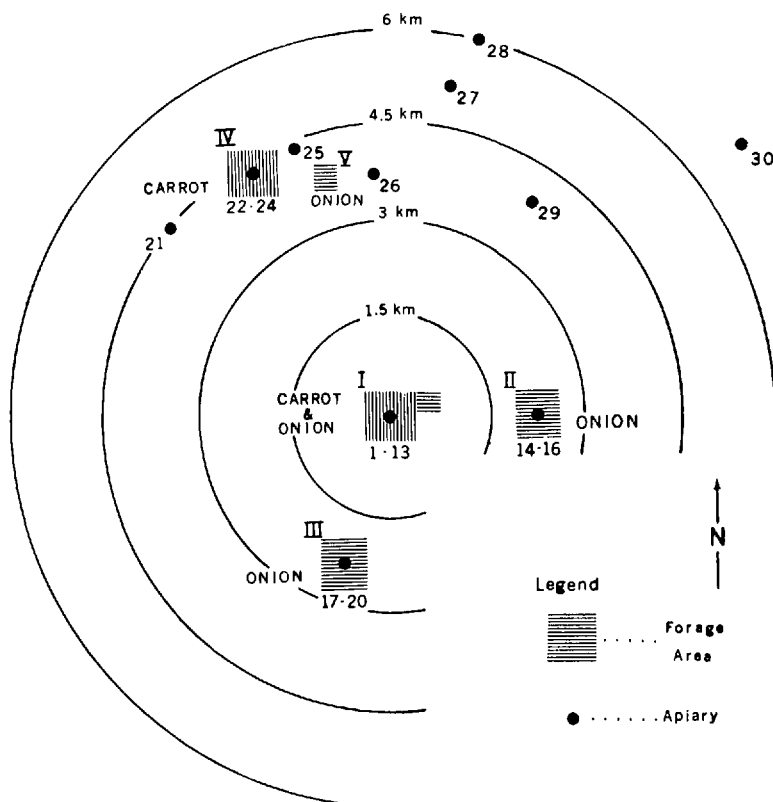 6 km
28
27
4.5 km
30
IV
25
V
26
CARROT
ONION
22-24
29
3 km
21
1.5 km
I
II
CARROT
&
ONION
ONION
1-13
14-16
III
N
ONION
17-20
Legend
. . . . . Forage
Area
. . . . . . Apiary